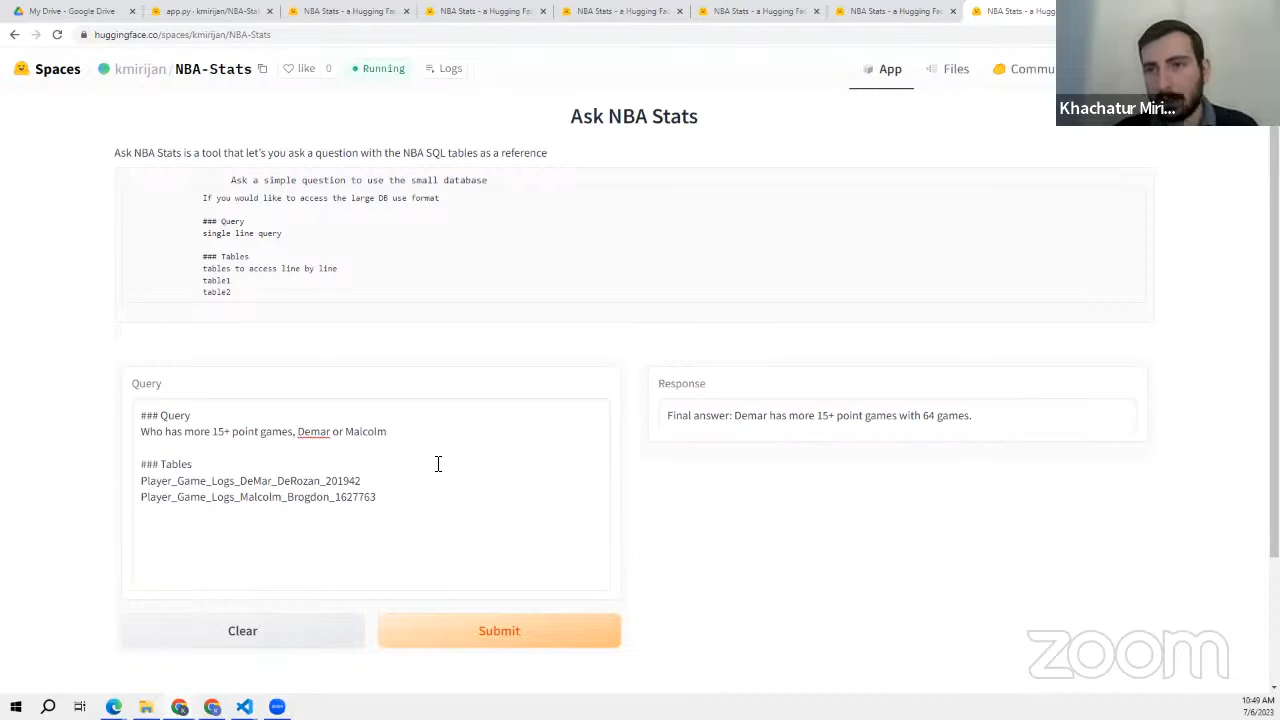 My Drive - Google Drive
app.py · kmirijan/NBA-Stat
NBA Stats - a Hugging Fac
NBA Stats - a Hugging Fac
NBA Stats - a Hugging Fac
NBA Stats - a Hugging Fac
NBA Stats - a Hugging Fac
NBA Stats - a Hugg
huggingface.co/spaces/kmirijan/NBA-Stats
Spaces kmirijan/NBA-Stats like 0 Running Logs App Files Commu
Khachatur Miri...
Ask NBA Stats
Ask NBA Stats is a tool that let's you ask a question with the NBA SQL tables as a reference
Ask a simple question to use the small database
If you would like to access the large DB use format
### Query
single line query
### Tables
tables to access line by line
table1
table2
Query
### Query
Who has more 15+ point games, Demar or Malcolm
### Tables
Player_Game_Logs_DeMar_DeRozan_201942
Player_Game_Logs_Malcolm_Brogdon_1627763
Response
Final answer: Demar has more 15+ point games with 64 games.
Clear
Submit
zoom
10:49 AM
7/6/2023